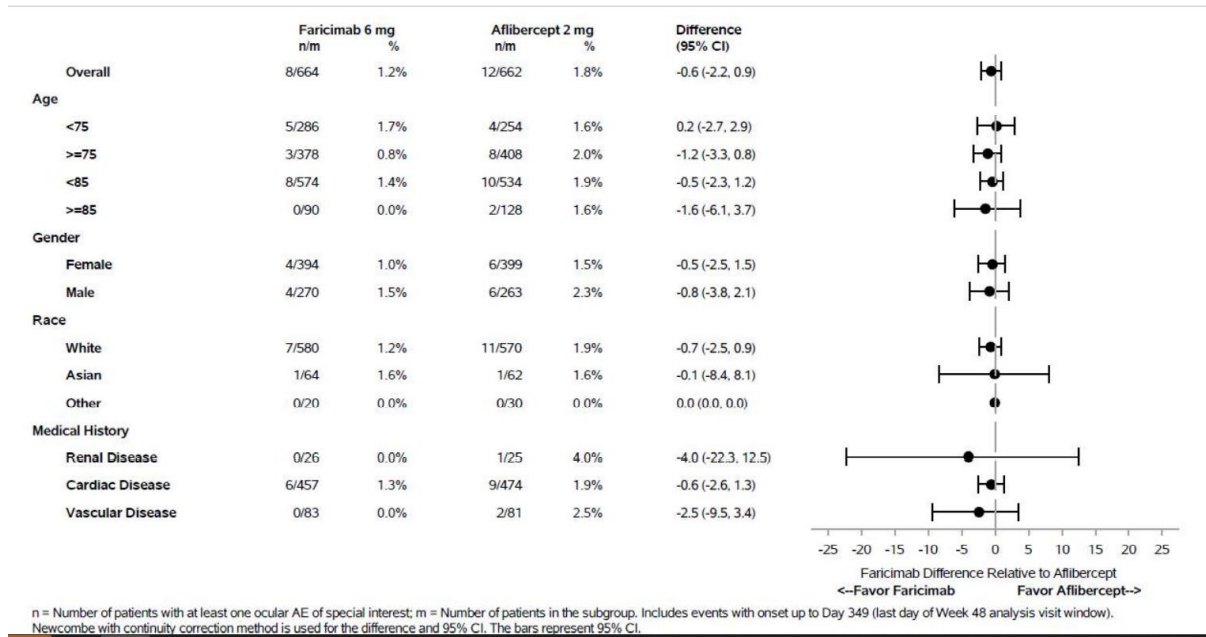 Faricimab 6 mg Aflibercept 2 mg Difference
n/m % n/m % (95% CI)
Overall 8/664 1.2% 12/662 1.8% -0.6 (-2.2, 0.9)
Age
<75 5/286 1.7% 4/254 1.6% 0.2 (-2.7, 2.9)
>=75 3/378 0.8% 8/408 2.0% -1.2 (-3.3, 0.8)
<85 8/574 1.4% 10/534 1.9% -0.5 (-2.3, 1.2)
>=85 0/90 0.0% 2/128 1.6% -1.6 (-6.1, 3.7)
Gender
Female 4/394 1.0% 6/399 1.5% -0.5 (-2.5, 1.5)
Male 4/270 1.5% 6/263 2.3% -0.8 (-3.8, 2.1)
Race
White 7/580 1.2% 11/570 1.9% -0.7 (-2.5, 0.9)
Asian 1/64 1.6% 1/62 1.6% -0.1 (-8.4, 8.1)
Other 0/20 0.0% 0/30 0.0% 0.0 (0.0, 0.0)
Medical History
Renal Disease 0/26 0.0% 1/25 4.0% -4.0 (-22.3, 12.5)
Cardiac Disease 6/457 1.3% 9/474 1.9% -0.6 (-2.6, 1.3)
Vascular Disease 0/83 0.0% 2/81 2.5% -2.5 (-9.5, 3.4)
-25 -20 -15 -10 -5 0 5 10 15 20 25
Faricimab Difference Relative to Aflibercept
<--Favor Faricimab Favor Aflibercept-->
n = Number of patients with at least one ocular AE of special interest; m = Number of patients in the subgroup. Includes events with onset up to Day 349 (last day of Week 48 analysis visit window).
Newcombe with continuity correction method is used for the difference and 95% CI. The bars represent 95% CI.